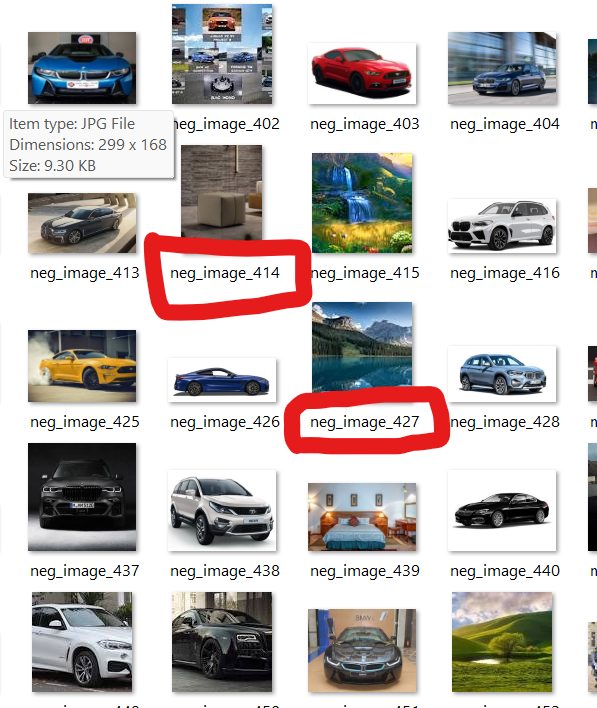 neg_image_402
neg_image_403
neg_image_404
Item type: JPG File
Dimensions: 299 x 168
Size: 9.30 KB
neg_image_413
neg_image_414
neg_image_415
neg_image_416
neg_image_425
neg_image_426
neg_image_427
neg_image_428
neg_image_437
neg_image_438
neg_image_439
neg_image_440
BMW